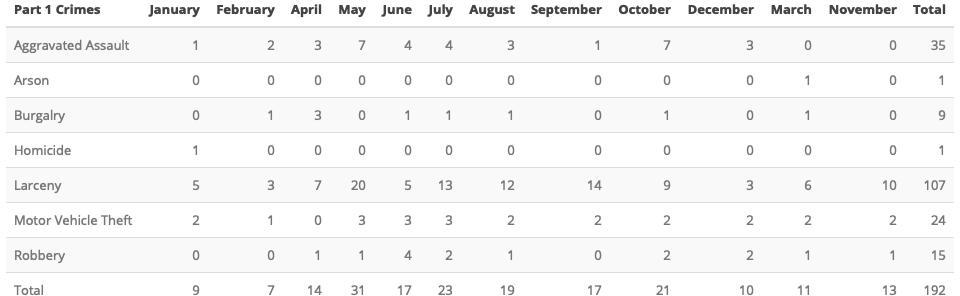 Part 1 Crimes January February April May June July August September October December March November Total
Aggravated Assault 1 2 3 7 4 4 3 1 7 3 0 0 35
Arson 0 0 0 0 0 0 0 0 0 0 1 0 1
Burgalry 0 1 3 0 1 1 1 0 1 0 1 0 9
Homicide 1 0 0 0 0 0 0 0 0 0 0 0 1
Larceny 5 3 7 20 5 13 12 14 9 3 6 10 107
Motor Vehicle Theft 2 1 0 3 3 3 2 2 2 2 2 2 24
Robbery 0 0 1 1 4 2 1 0 2 2 1 1 15
Total 9 7 14 31 17 23 19 17 21 10 11 13 192